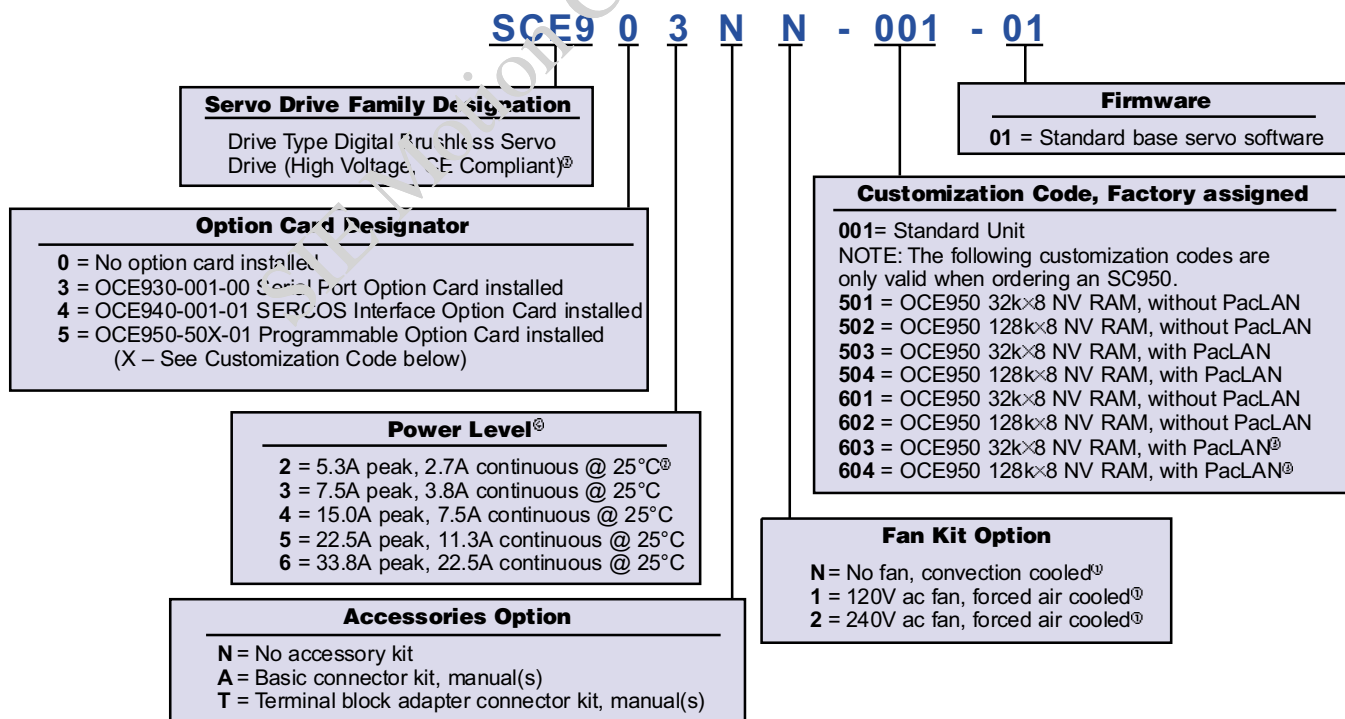 SCE9 0 3 N N - 001 - 01
Servo Drive Family Designation
Drive Type Digital Brushless Servo
Drive (High Voltage, CE Compliant)
Firmware
01 = Standard base servo software
Option Card Designator
0 = No option card installed
3 = OCE930-001-00 Serial Port Option Card installed
4 = OCE940-001-01 SERCOS Interface Option Card installed
5 = OCE950-50X-01 Programmable Option Card installed
(X – See Customization Code below)
Customization Code, Factory assigned
001= Standard Unit
NOTE: The following customization codes are
only valid when ordering an SC950.
501 = OCE950 32k×8 NV RAM, without PacLAN
502 = OCE950 128k×8 NV RAM, without PacLAN
503 = OCE950 32k×8 NV RAM, with PacLAN
504 = OCE950 128k×8 NV RAM, with PacLAN
601 = OCE950 32k×8 NV RAM, without PacLAN
602 = OCE950 128k×8 NV RAM, without PacLAN
603 = OCE950 32k×8 NV RAM, with PacLAN③
604 = OCE950 128k×8 NV RAM, with PacLAN③
Power Level
2 = 5.3A peak, 2.7A continuous @ 25°C
3 = 7.5A peak, 3.8A continuous @ 25°C
4 = 15.0A peak, 7.5A continuous @ 25°C
5 = 22.5A peak, 11.3A continuous @ 25°C
6 = 33.8A peak, 22.5A continuous @ 25°C
Fan Kit Option
N = No fan, convection cooled①
1 = 120V ac fan, forced air cooled①
2 = 240V ac fan, forced air cooled①
Accessories Option
N = No accessory kit
A = Basic connector kit, manual(s)
T = Terminal block adapter connector kit, manual(s)
Motion